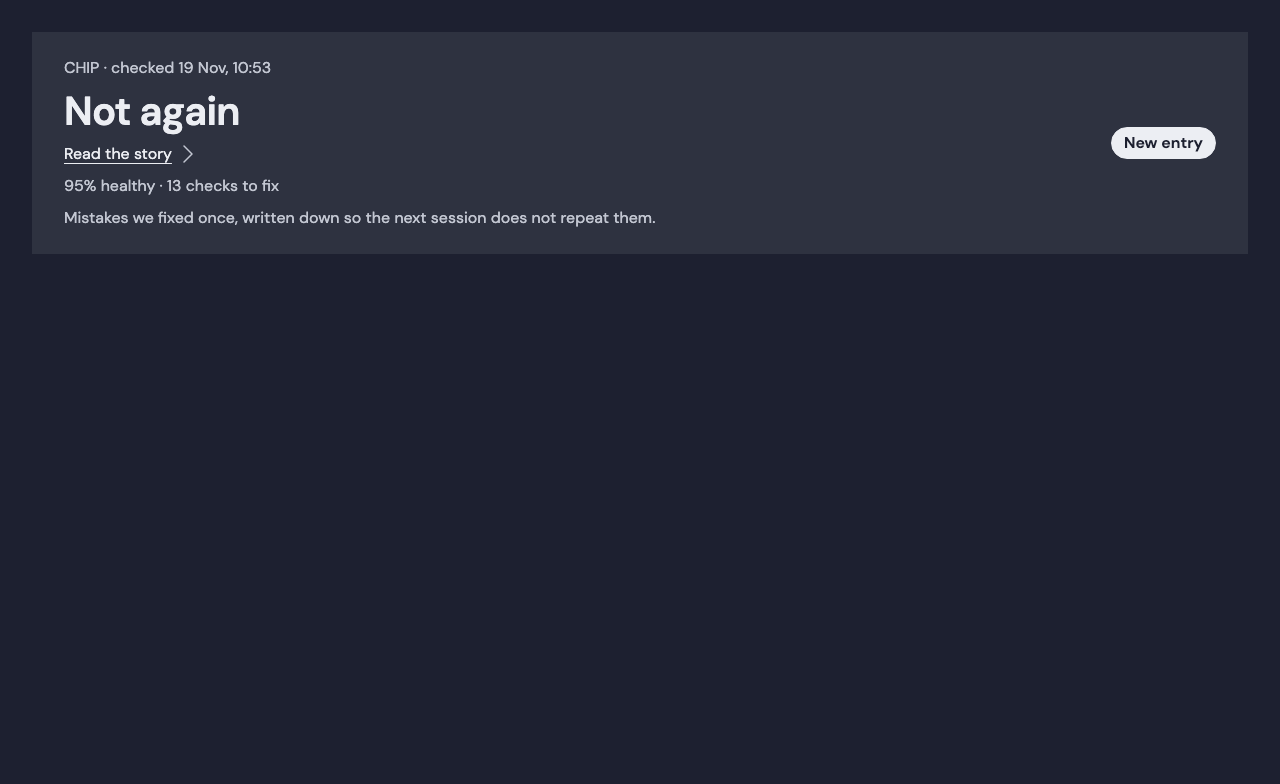 CHIP · checked 19 Nov, 10:53
Not again
Read the story
95% healthy · 13 checks to fix
Mistakes we fixed once, written down so the next session does not repeat them.
New entry